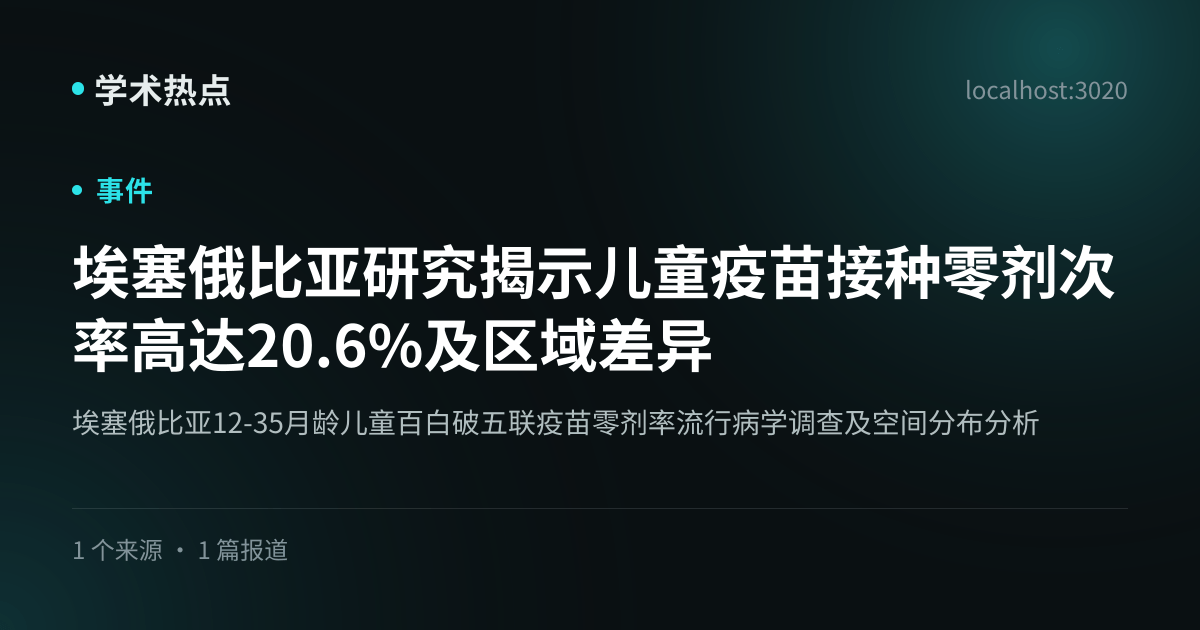 学术热点
localhost:3020
事件
埃塞俄比亚研究揭示儿童疫苗接种零剂次
率高达20.6%及区域差异
埃塞俄比亚12-35月龄儿童百白破五联疫苗零剂率流行病学调查及空间分布分析
1 个来源 · 1 篇报道